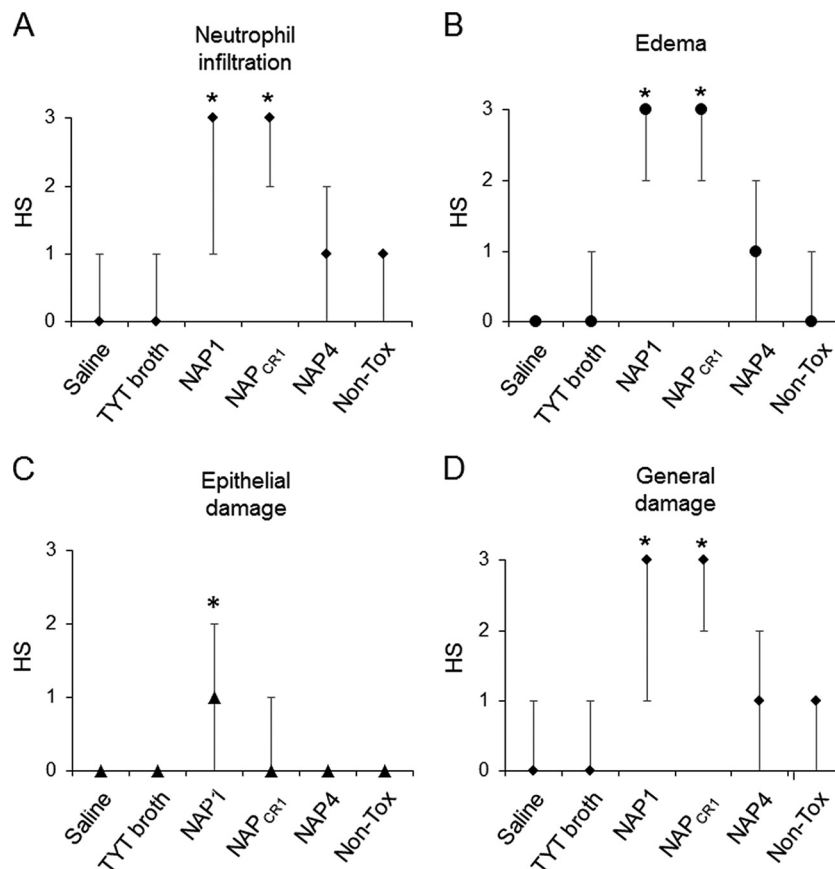 A
Neutrophil
infiltration
HS
3
2
1
0
* *
Saline
TYT broth
NAP1
NAP CR1
NAP4
Non-Tox
B
Edema
HS
3
2
1
0
* *
Saline
TYT broth
NAP1
NAP CR1
NAP4
Non-Tox
C
Epithelial
damage
HS
3
2
1
0
*
Saline
TYT broth
NAP1
NAP CR1
NAP4
Non-Tox
D
General
damage
HS
3
2
1
0
* *
Saline
TYT broth
NAP1
NAP CR1
NAP4
Non-Tox